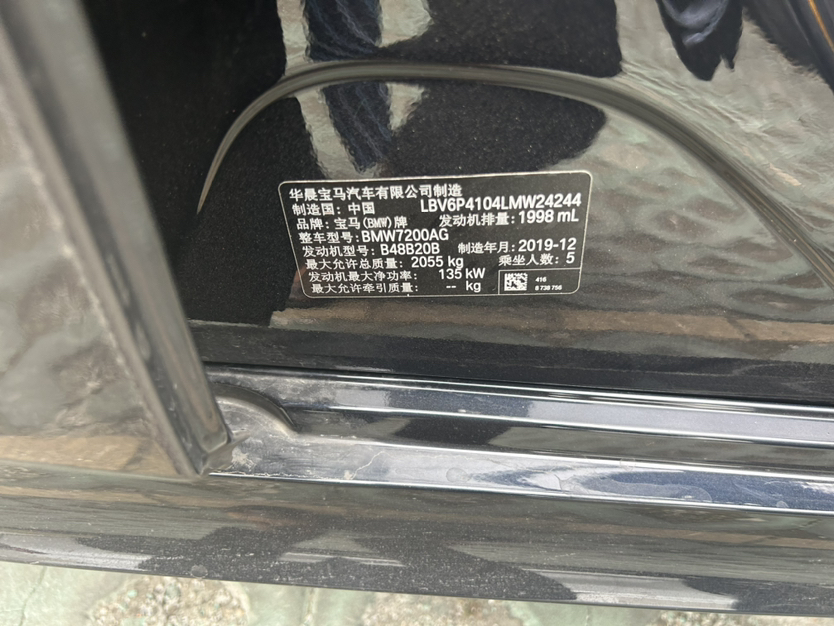 华晨宝马汽车有限公司制造
制造国: 中国 LBV6P4104LMW24244
品牌: 宝马(BMW)牌 发动机排量: 1998 mL
整车型号: BMW7200AG
发动机型号: B48B20B 制造年月: 2019-12
最大允许总质量: 2055 kg 乘坐人数: 5
发动机最大净功率: 135 kW
最大允许牵引质量: -- kg
416
8 738 756